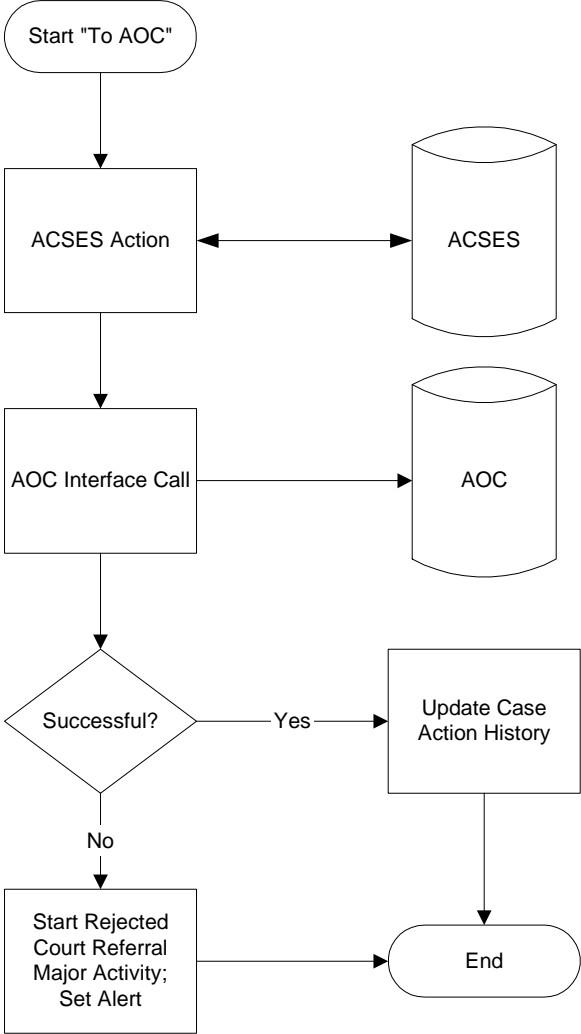 Start "To AOC"
ACSES Action
ACSES
AOC Interface Call
AOC
Successful?
Yes
Update Case
Action History
No
Start Rejected
Court Referral
Major Activity;
Set Alert
End